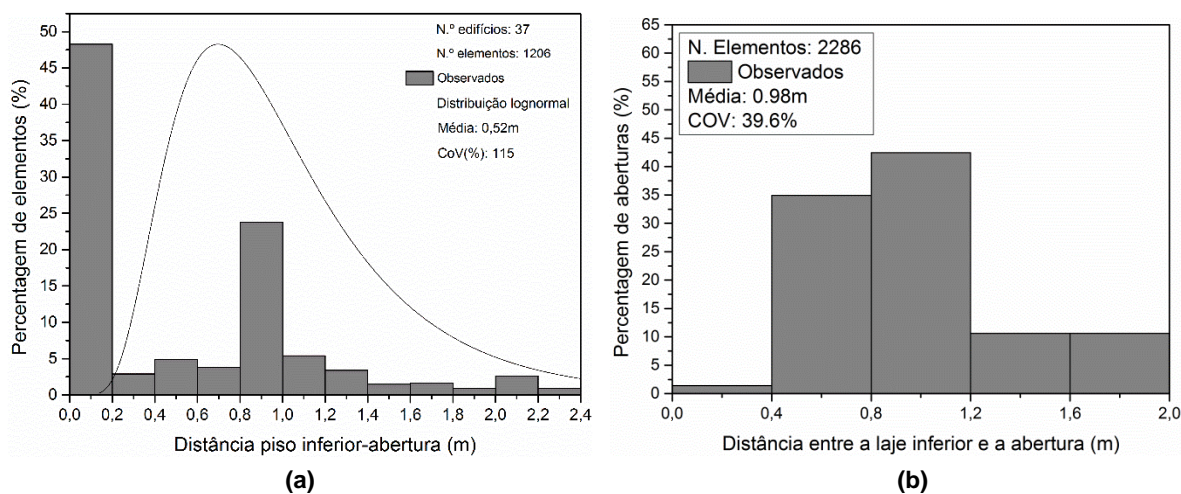 N.º edifícios: 37
N.º elementos: 1206
Observados
Distribuição lognormal
Média: 0,52m
CoV(%): 115
Percentagem de elementos (%)
50
45
40
35
30
25
20
15
10
5
0
0,0 0,2 0,4 0,6 0,8 1,0 1,2 1,4 1,6 1,8 2,0 2,2 2,4
Distância piso inferior-abertura (m)
(a)
N. Elementos: 2286
Observados
Média: 0.98m
COV: 39.6%
Percentagem de aberturas (%)
65
60
55
50
45
40
35
30
25
20
15
10
5
0
0,0 0,4 0,8 1,2 1,6 2,0
Distância entre a laje inferior e a abertura (m)
(b)